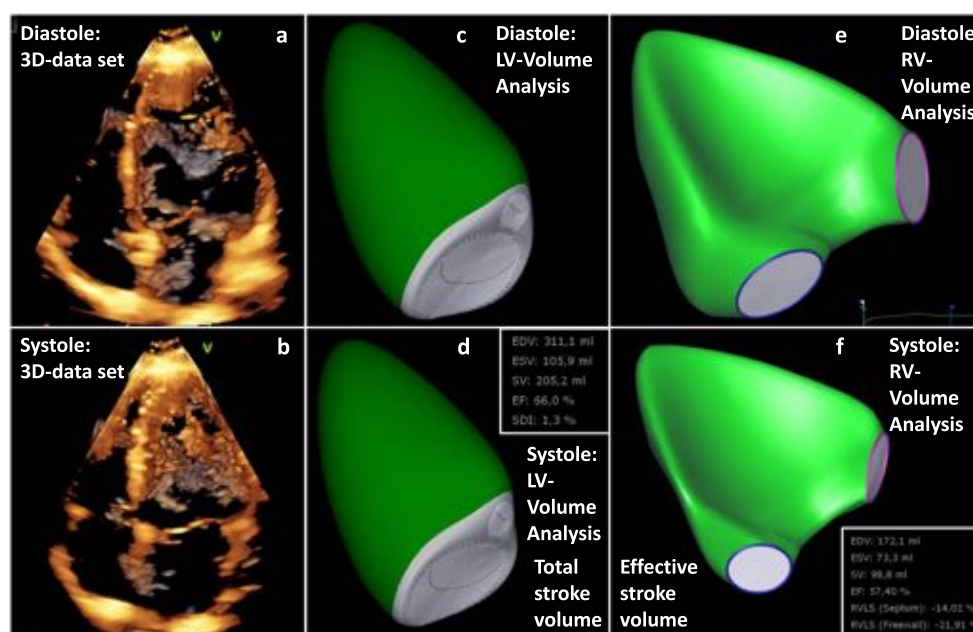 Diastole:
3D-data set
a
c
Diastole:
LV-Volume
Analysis
e
Diastole
RV-
Volume
Analysis
Systole:
3D-data set
b
d
EDV: 311,1 ml
ESV: 105,9 ml
SV: 205,2 ml
EF: 66,0 %
SDI: 1,3 %
Systole:
LV-
Volume
Analysis
Total
stroke
volume
Effective
stroke
volume
f
Systole:
RV-
Volume
Analysis
EDV: 172,1 ml
ESV: 73,3 ml
SV: 98,8 ml
EF: 57,40 %
RVLS (Septum): -14,02 %
RVLS (Freewall): -21,91 %